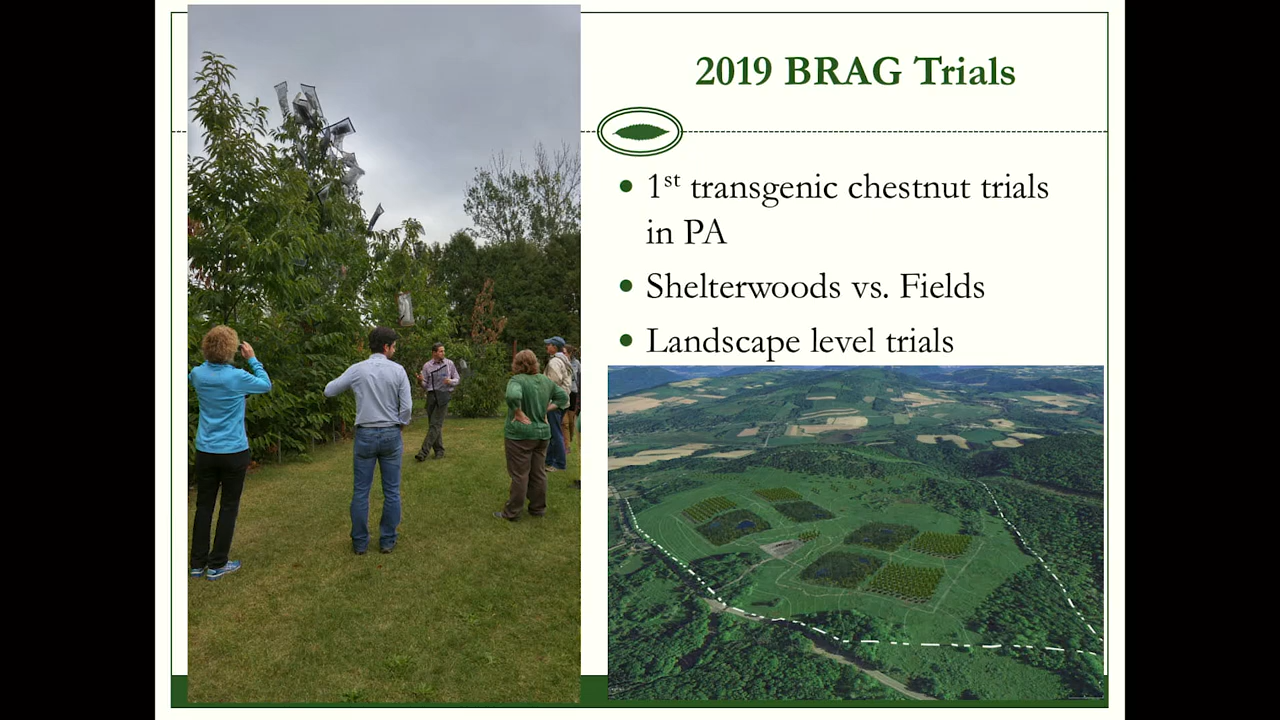 2019 BRAG Trials
• 1st transgenic chestnut trials
in PA
• Shelterwoods vs. Fields
• Landscape level trials